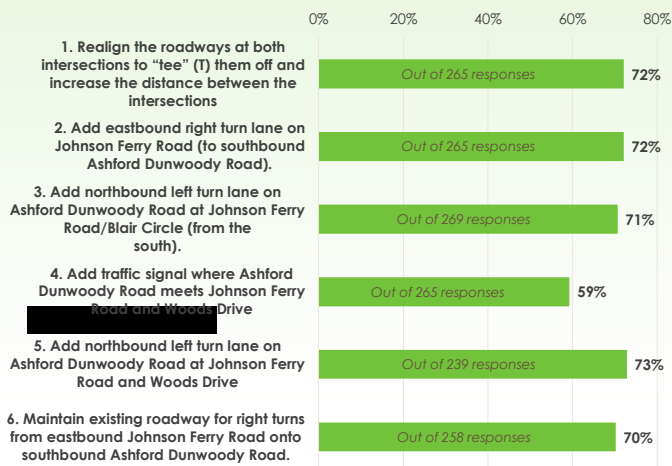 0% 20% 40% 60% 80%
1. Realign the roadways at both
intersections to “tee” (T) them off and
increase the distance between the
intersections
Out of 265 responses 72%
2. Add eastbound right turn lane on
Johnson Ferry Road (to southbound
Ashford Dunwoody Road).
Out of 265 responses 72%
3. Add northbound left turn lane on
Ashford Dunwoody Road at Johnson Ferry
Road/Blair Circle (from the
south).
Out of 269 responses 71%
4. Add traffic signal where Ashford
Dunwoody Road meets Johnson Ferry
Road and Woods Drive
Out of 265 responses 59%
5. Add northbound left turn lane on
Ashford Dunwoody Road at Johnson Ferry
Road and Woods Drive
Out of 239 responses 73%
6. Maintain existing roadway for right turns
from eastbound Johnson Ferry Road onto
southbound Ashford Dunwoody Road.
Out of 258 responses 70%